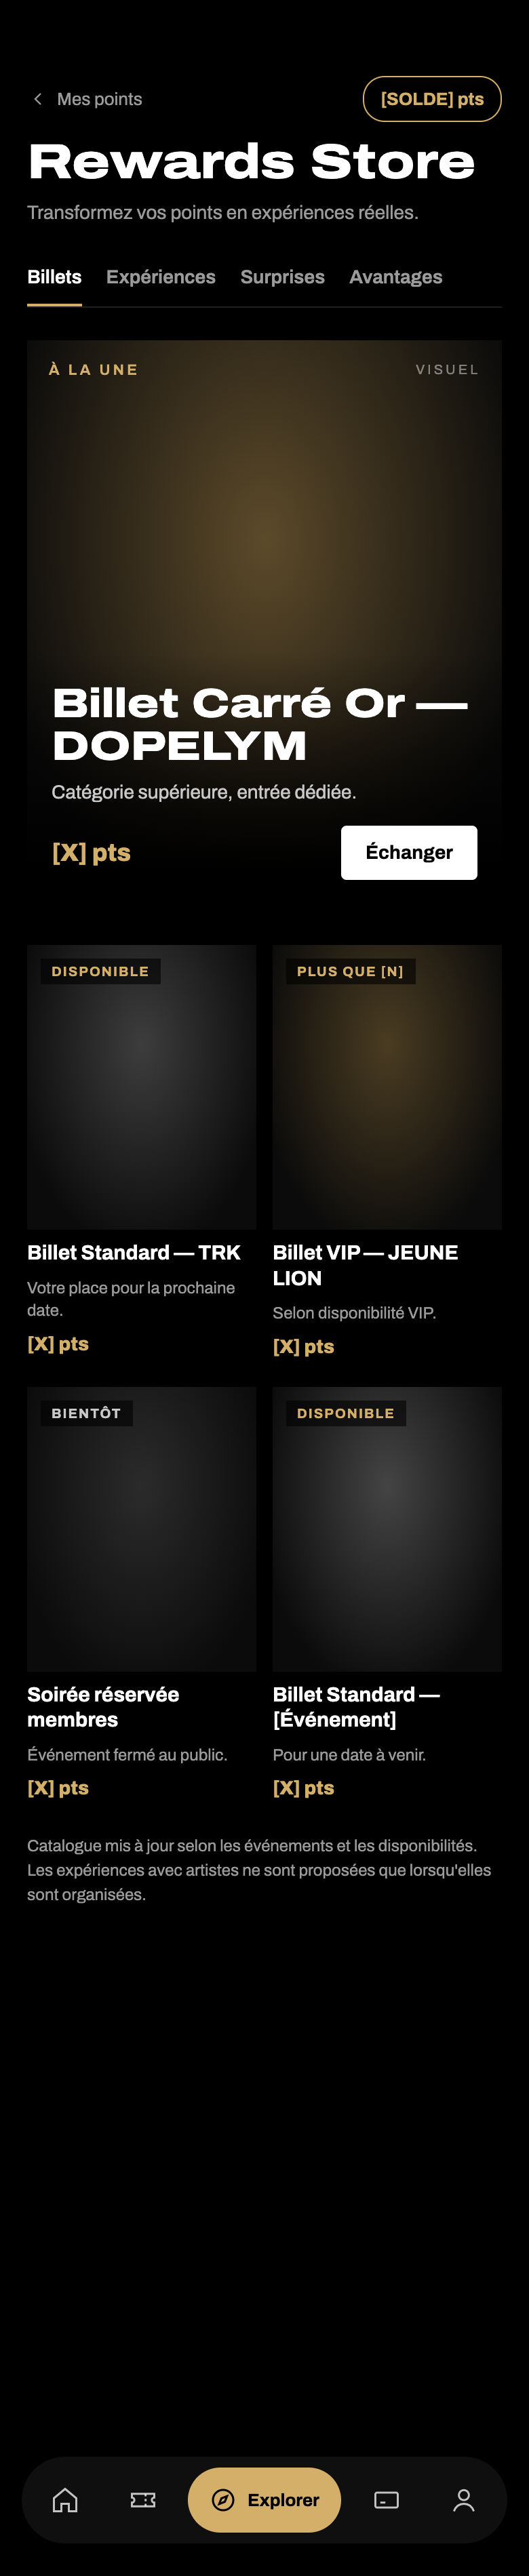 Mes points
[SOLDE] pts
Rewards Store
Transformez vos points en expériences réelles.
Billets Expériences Surprises Avantages
À LA UNE
VISUEL
Billet Carré Or —
DOPELYM
Catégorie supérieure, entrée dédiée.
[X] pts
Échanger
DISPONIBLE
Billet Standard — TRK
Votre place pour la prochaine
date.
[X] pts
PLUS QUE [N]
Billet VIP — JEUNE
LION
Selon disponibilité VIP.
[X] pts
BIENTÔT
Soirée réservée
membres
Événement fermé au public.
[X] pts
DISPONIBLE
Billet Standard —
[Événement]
Pour une date à venir.
[X] pts
Catalogue mis à jour selon les événements et les disponibilités.
Les expériences avec artistes ne sont proposées que lorsqu'elles
sont organisées.
Explorer